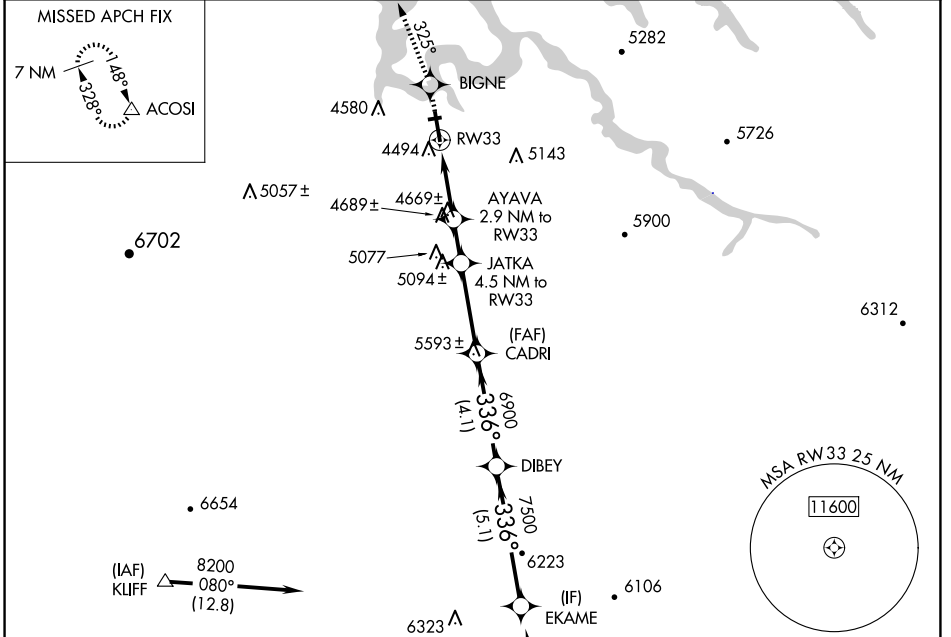 MISSED APCH FIX
7 NM
148°
328°
ACOSI
325°
5282
BIGNE
4580
RW33
4494
5143
5726
5057 ±
4689 ±
4669 ±
AYAVA
2.9 NM to
RW33
5900
6702
5077
5094 ±
JATKA
4.5 NM to
RW33
6312
5593 ±
(FAF)
CADRI
6900
336°
(4.1)
DIBEY
7500
336°
(5.1)
MSA RW33 25 NM
11600
6654
6223
(IAF)
KLIFF
8200
080°
(12.8)
(IF)
EKAME
6106
6323